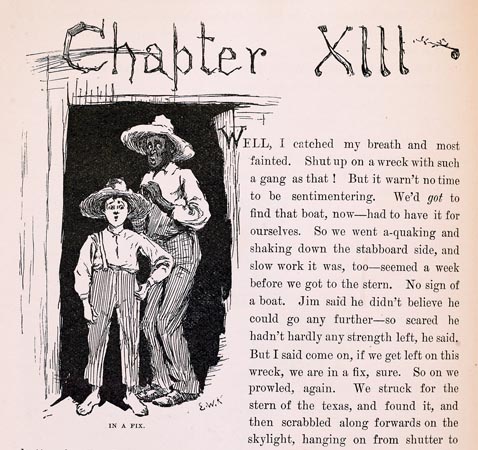 Chapter XIII
WELL, I catched my breath and most
fainted. Shut up on a wreck with such
a gang as that! But it warn't no time
to be sentimentering. We'd got to
find that boat, now—had to have it for
ourselves. So we went a-quaking and
shaking down the stabboard side, and
slow work it was, too—seemed a week
before we got to the stern. No sign of
a boat. Jim said he didn't believe he
could go any further—so scared he
hadn't hardly any strength left, he said.
But I said come on, if we get left on this
wreck, we are in a fix, sure. So on we
prowled, again. We struck for the
stern of the texas, and found it, and
then scrabbled along forwards on the
skylight, hanging on from shutter to
E.W.K
IN A FIX.